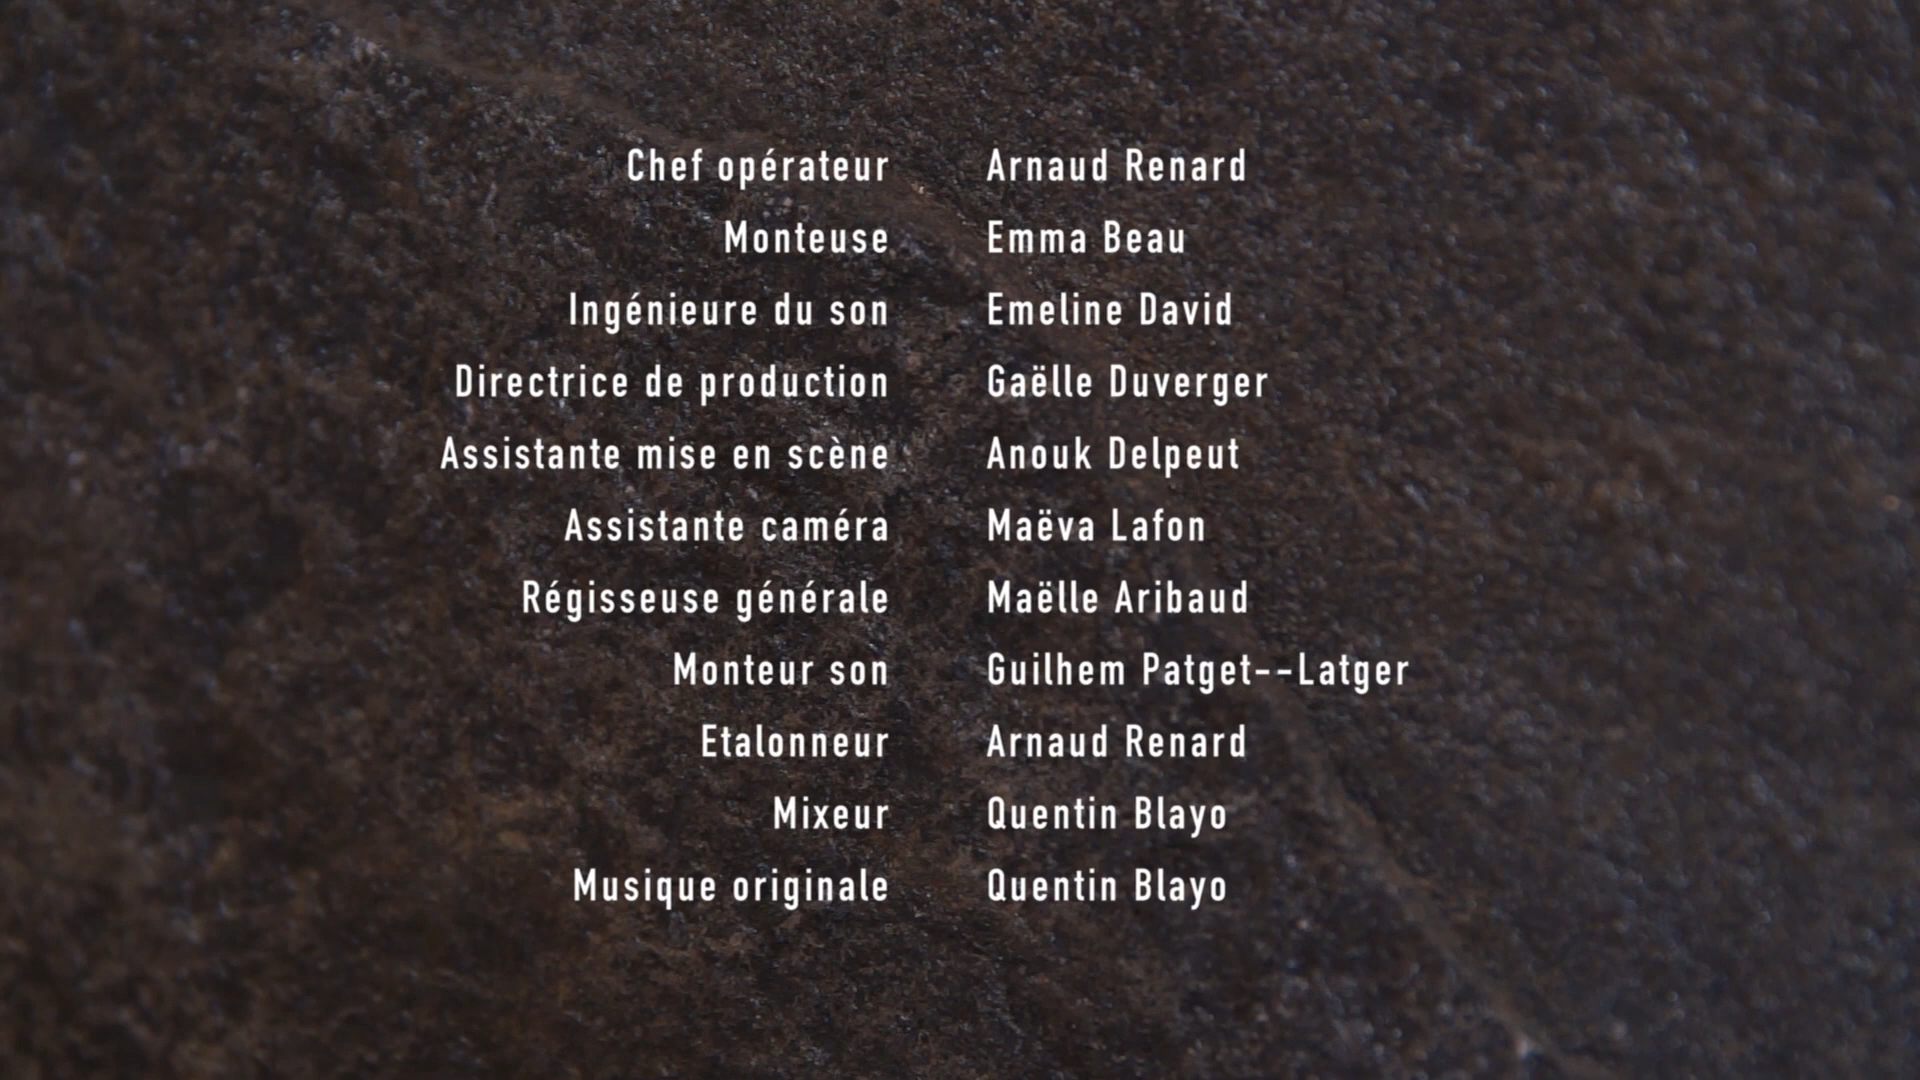 Chef opérateur Arnaud Renard
Monteuse Emma Beau
Ingénieure du son Emeline David
Directrice de production Gaëlle Duverger
Assistante mise en scène Anouk Delpeut
Assistante caméra Maëva Lafon
Régisseuse générale Maëlle Aribaud
Monteur son Guilhem Patget--Latger
Etalonneur Arnaud Renard
Mixeur Quentin Blayo
Musique originale Quentin Blayo